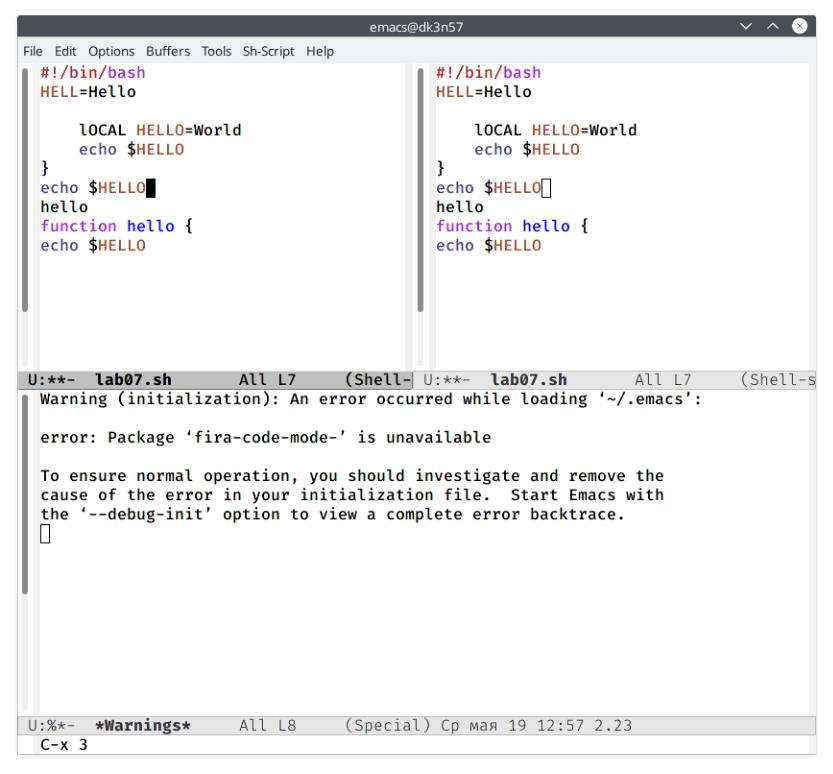 emacs@dk3n57
File Edit Options Buffers Tools Sh-Script Help
#!/bin/bash
HELL=Hello
lOCAL HELLO=World
echo $HELLO
}
echo $HELLO
hello
function hello {
echo $HELLO
U:**- lab07.sh All L7 (Shell-
#!/bin/bash
HELL=Hello
lOCAL HELLO=World
echo $HELLO
}
echo $HELLO
hello
function hello {
echo $HELLO
U:**- lab07.sh All L7 (Shell-s
Warning (initialization): An error occurred while loading ‘~/.emacs’:
error: Package ‘fira-code-mode-’ is unavailable
To ensure normal operation, you should investigate and remove the
cause of the error in your initialization file. Start Emacs with
the ‘--debug-init’ option to view a complete error backtrace.
U:%*- *Warnings* All L8 (Special) Ср мая 19 12:57 2.23
C-x 3